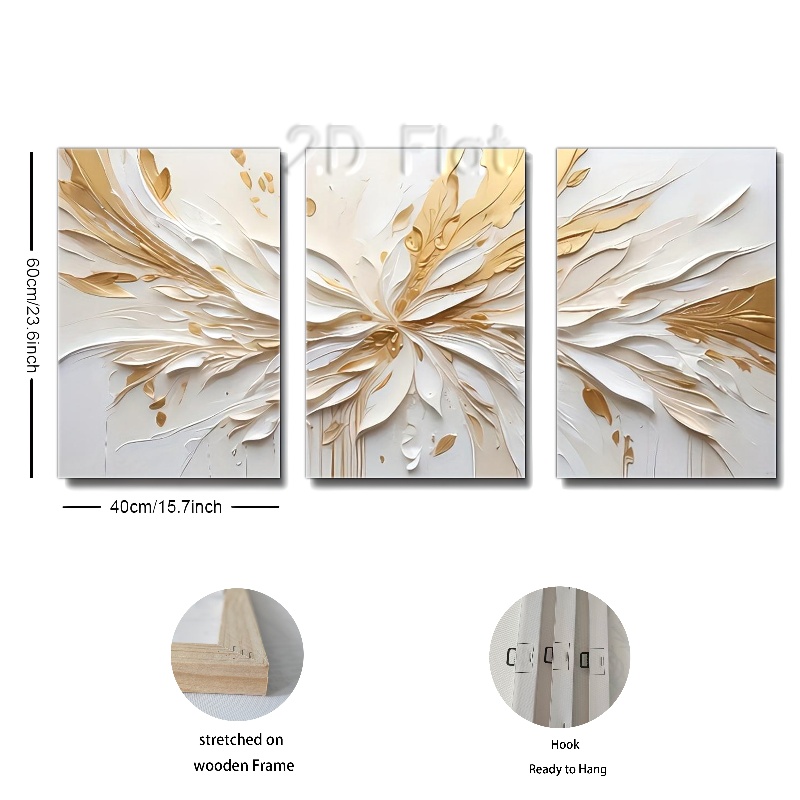 2D Flat
60cm/23.6inch
40cm/15.7inch
stretched on
wooden Frame
Hook
Ready to Hang